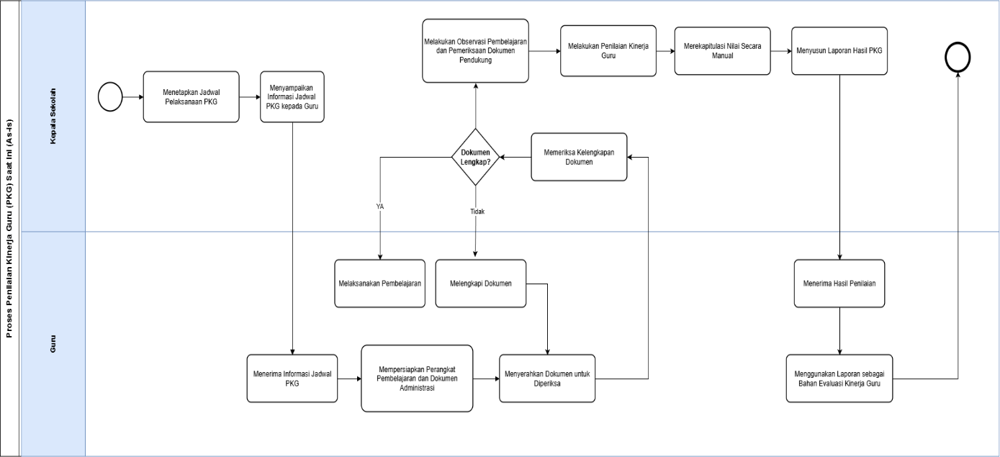 Proses Penilaian Kinerja Guru (PKG) Saat Ini (As-Is)
Kepala Sekolah
Menetapkan Jadwal
Pelaksanaan PKG
Menyampaikan
Informasi Jadwal
PKG kepada Guru
Melakukan Observasi Pembelajaran
dan Pemeriksaan Dokumen
Pendukung
Melakukan Penilaian Kinerja
Guru
Merekapitulasi Nilai Secara
Manual
Menyusun Laporan Hasil PKG
Dokumen
Lengkap?
Memeriksa Kelengkapan
Dokumen
YA
Tidak
Guru
Melaksanakan Pembelajaran
Melengkapi Dokumen
Menerima Hasil Penilaian
Menerima Informasi Jadwal
PKG
Mempersiapkan Perangkat
Pembelajaran dan Dokumen
Administrasi
Menyerahkan Dokumen untuk
Diperiksa
Menggunakan Laporan sebagai
Bahan Evaluasi Kinerja Guru